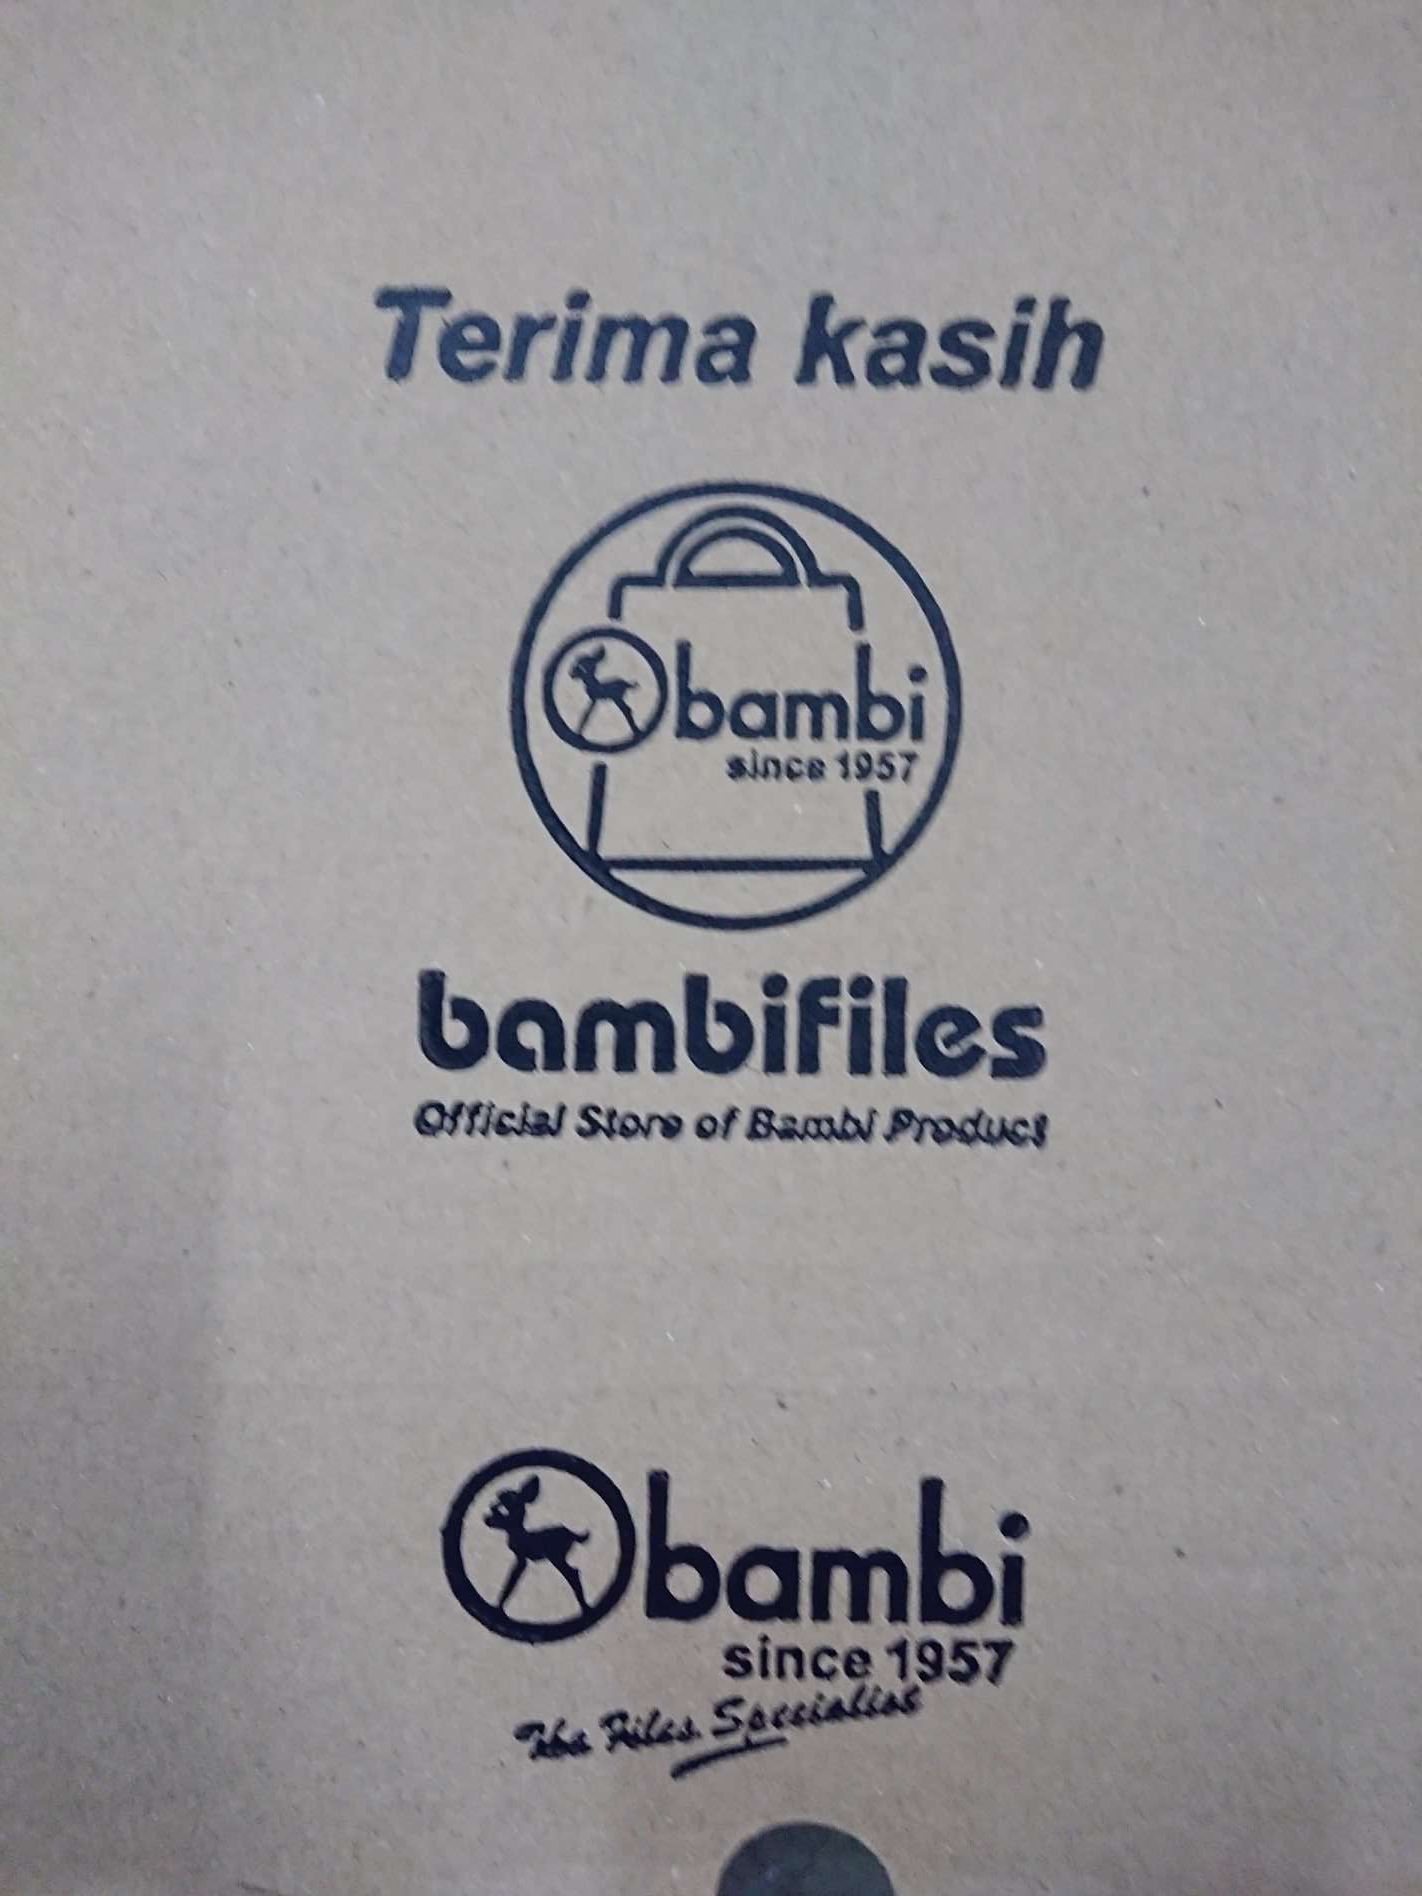 Terima kasih
bambi
since 1957
bambifiles
Official Store of Bambi Product
bambi
since 1957
The Files Specialist